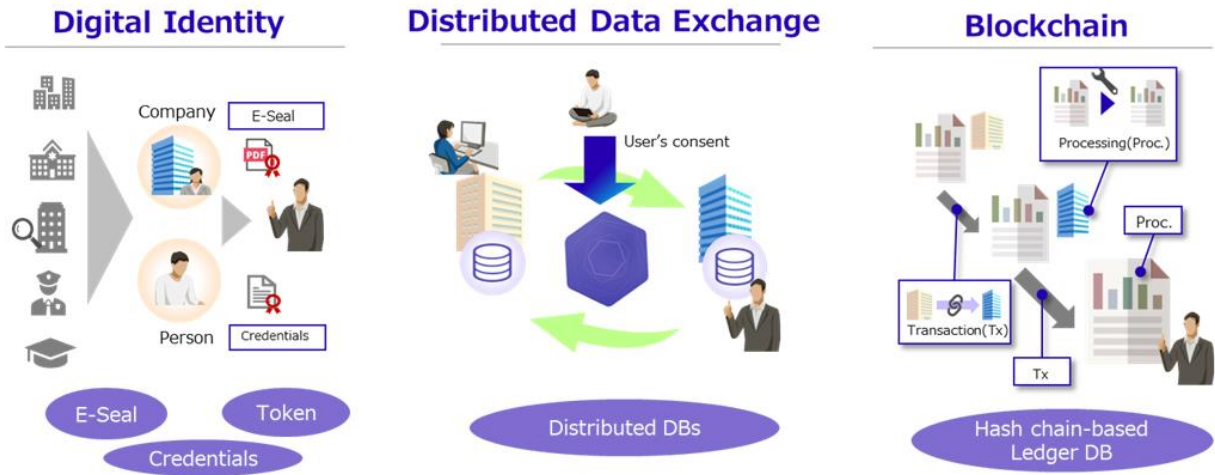 Digital Identity
Company
E-Seal
PDF
Person
Credentials
E-Seal
Token
Credentials
Distributed Data Exchange
User's consent
Distributed DBs
Blockchain
Processing(Proc.)
Proc.
Transaction(Tx)
Tx
Hash chain-based
Ledger DB